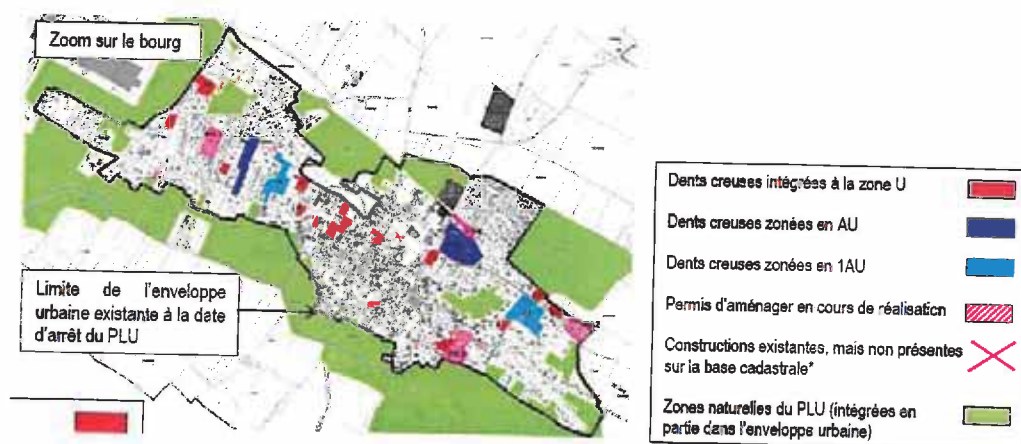 Zoom sur le bourg
Limite de l'enveloppe
urbaine existante à la date
d'arrêt du PLU
Dents creuses intégrées à la zone U
Dents creuses zonées en AU
Dents creuses zonées en 1AU
Permis d'aménager en cours de réalisation
Constructions existantes, mais non présentes
sur la base cadastrale*
Zones naturelles du PLU (intégrées en
partie dans l'enveloppe urbaine)